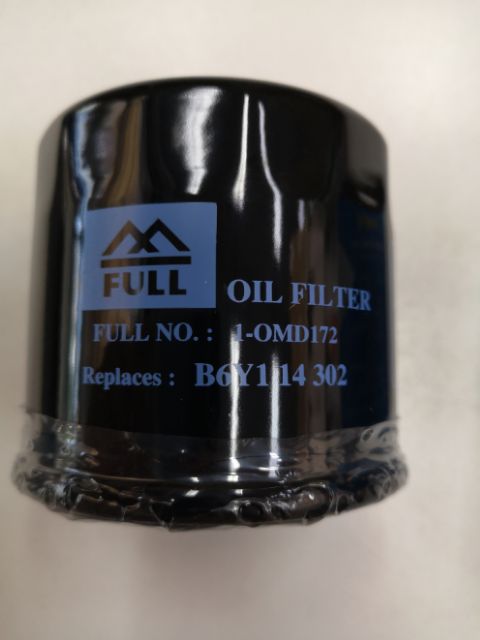 FULL
OIL FILTER
FULL NO. : 1-OMD172
Replaces : B6Y1 14 302